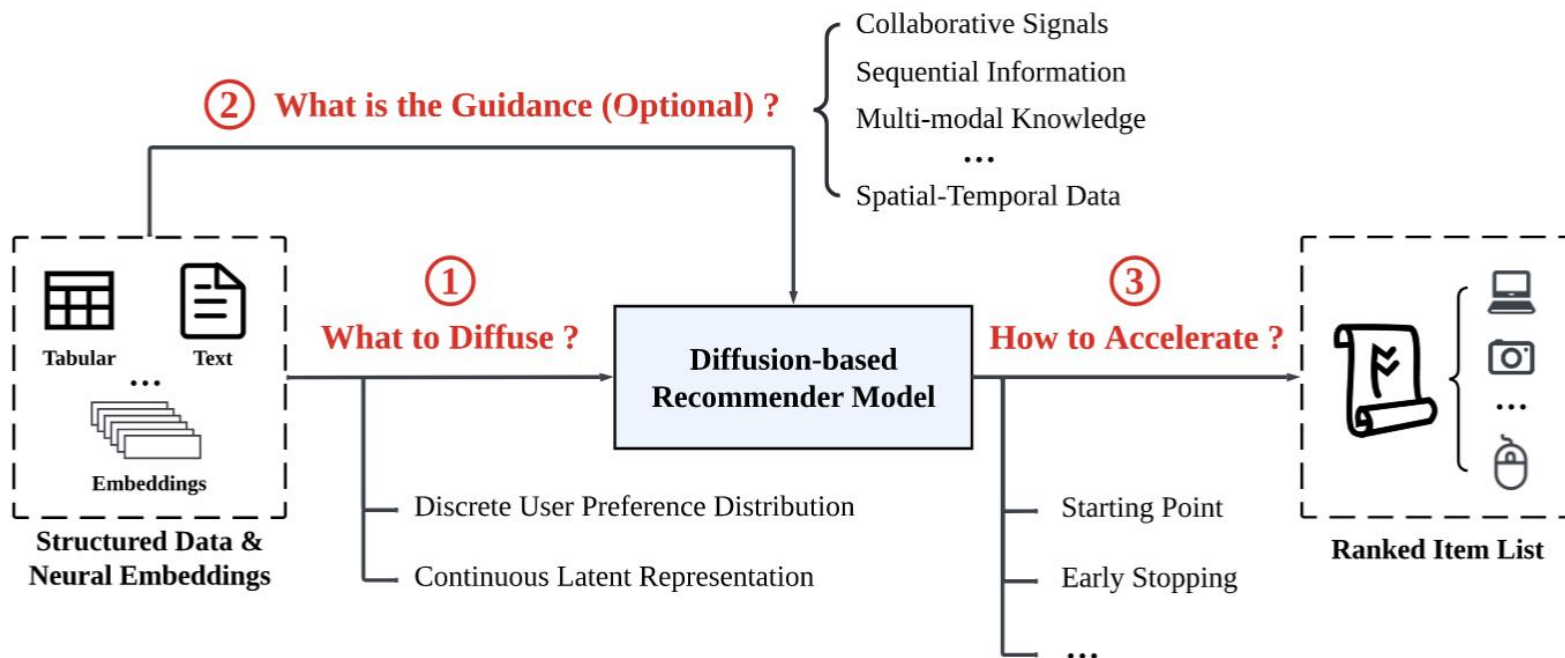 Collaborative Signals
② What is the Guidance (Optional) ?
Sequential Information
Multi-modal Knowledge
...
Spatial-Temporal Data
Tabular
Text
...
Embeddings
Structured Data &
Neural Embeddings
①
What to Diffuse ?
Discrete User Preference Distribution
Continuous Latent Representation
Diffusion-based
Recommender Model
③
How to Accelerate ?
Starting Point
Early Stopping
...
...
Ranked Item List